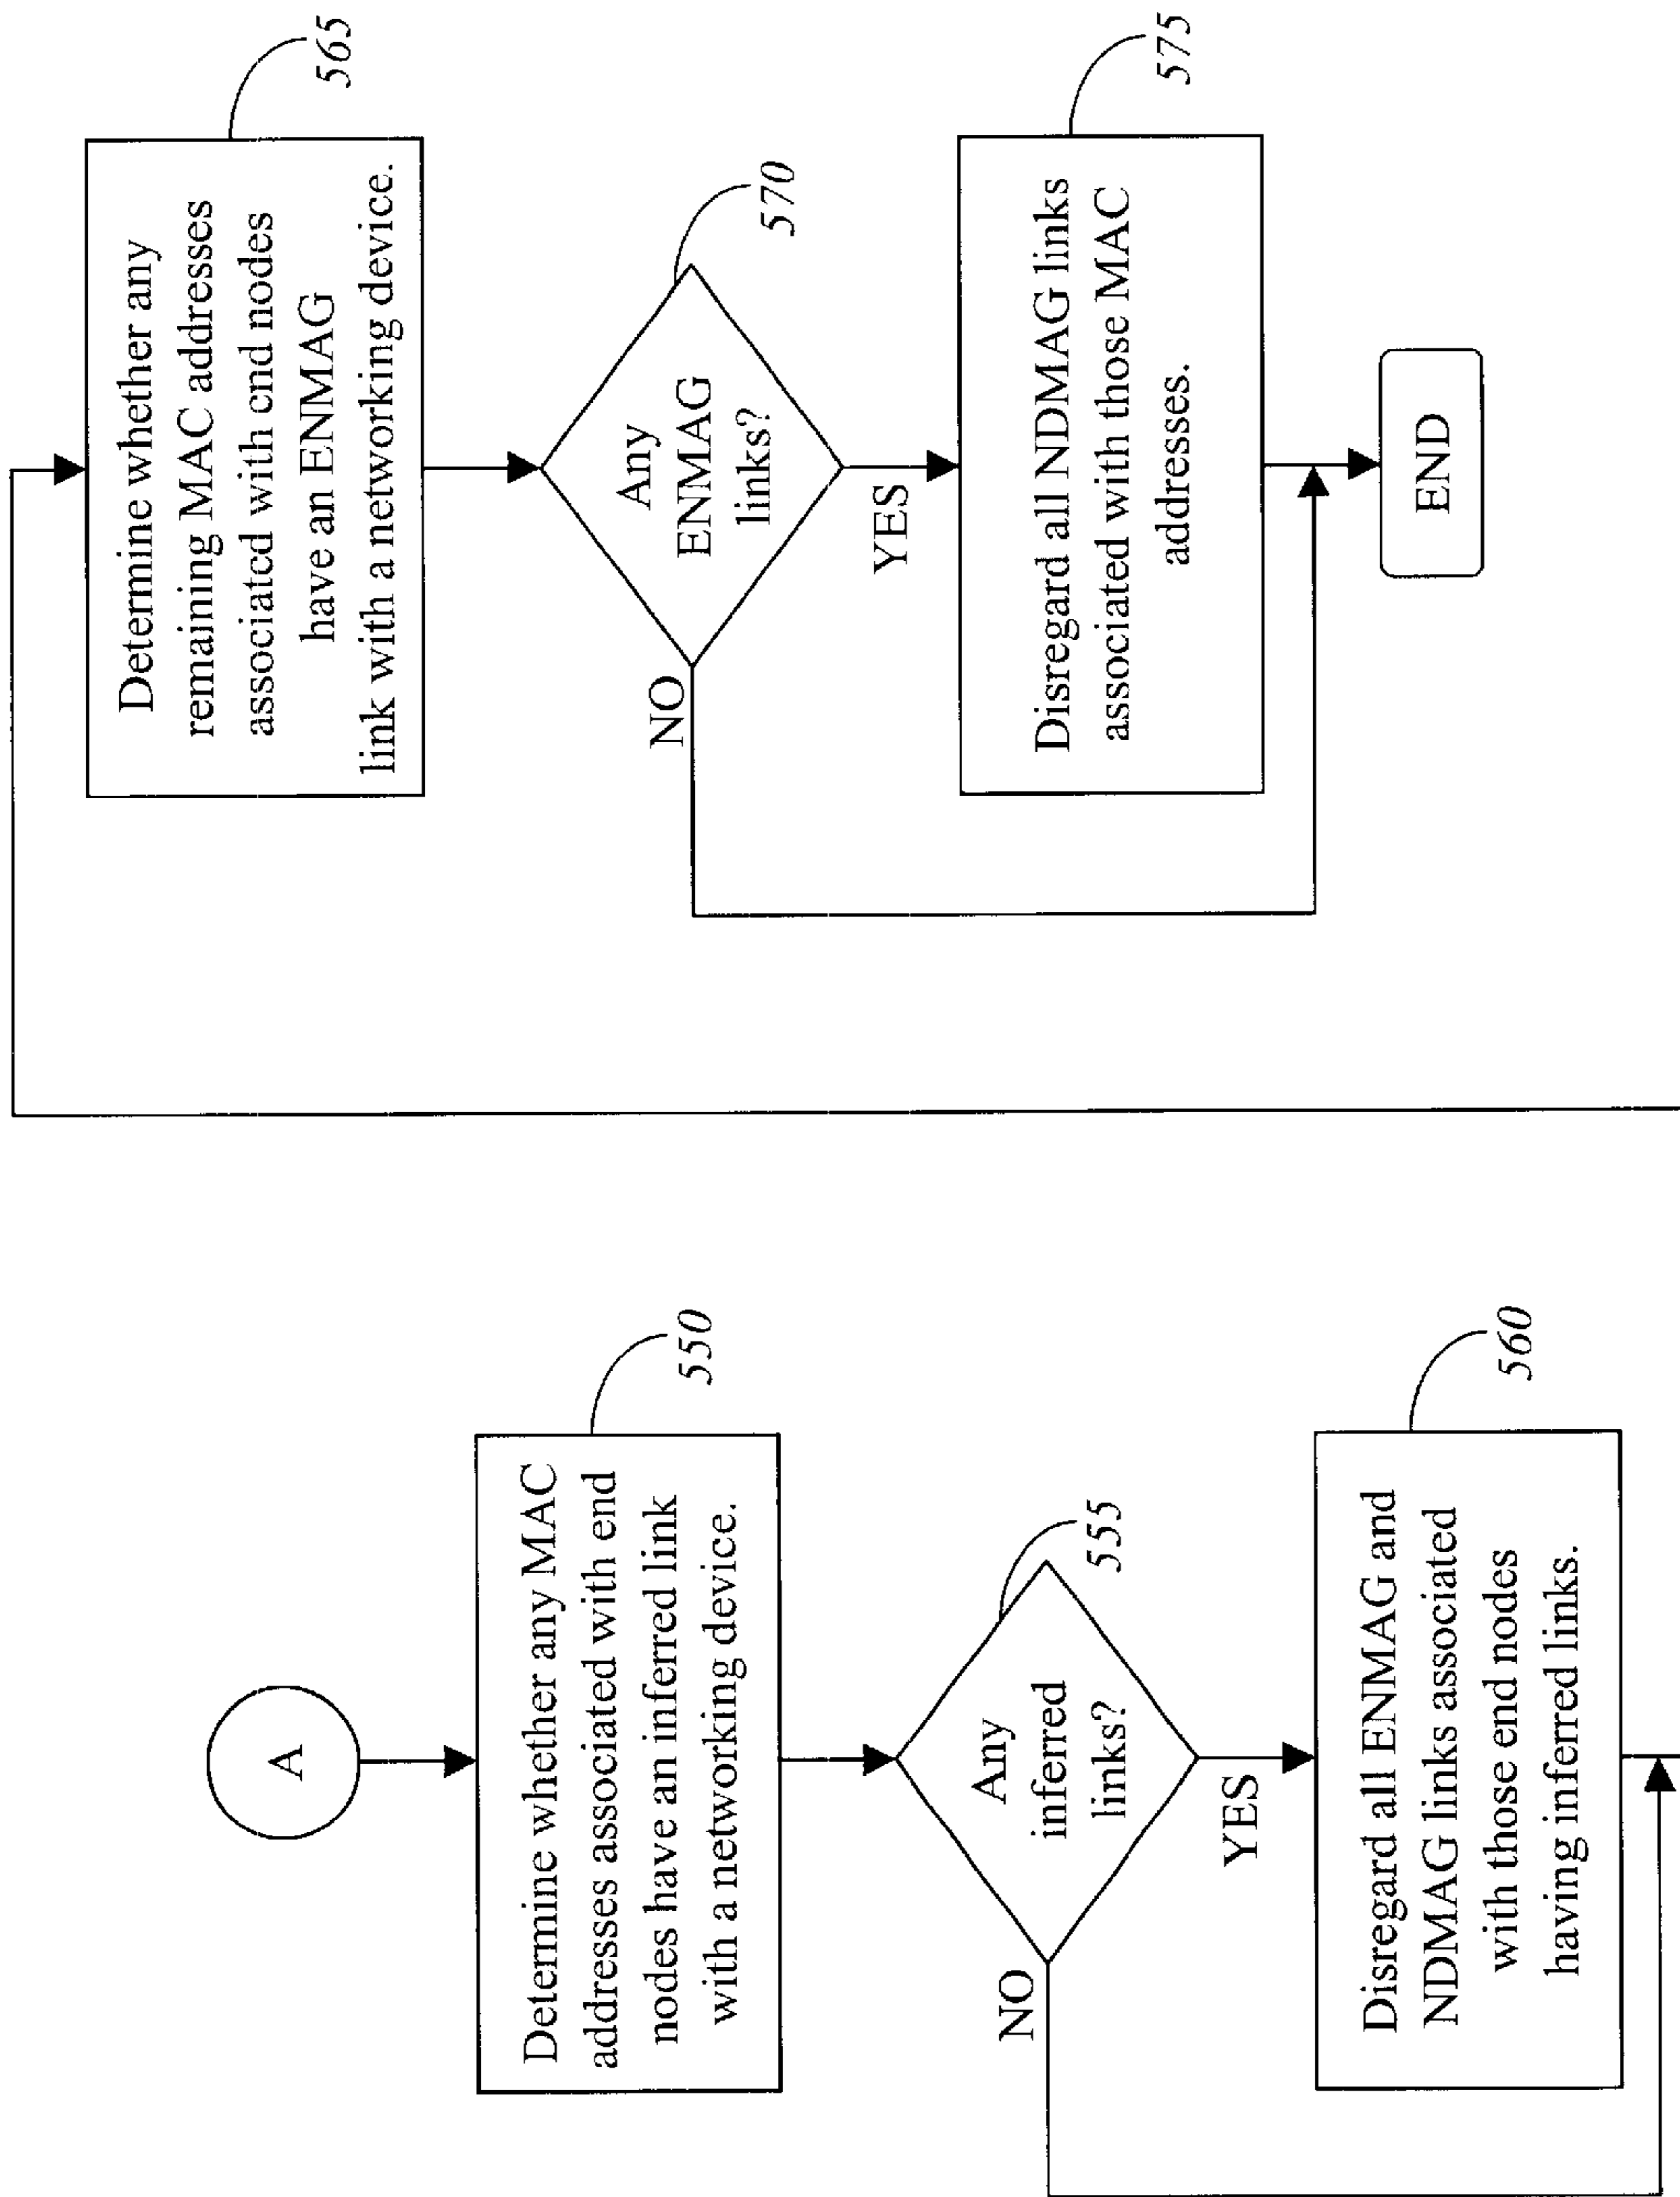 A
550
Determine whether any MAC
addresses associated with end
nodes have an inferred link
with a networking device.
555
Any
inferred
links?
NO
YES
560
Disregard all ENMAG and
NDMAG links associated
with those end nodes
having inferred links.
565
Determine whether any
remaining MAC addresses
associated with end nodes
have an ENMAG
link with a networking device.
570
Any
ENMAG
links?
NO
YES
575
Disregard all NDMAG links
associated with those MAC
addresses.
END